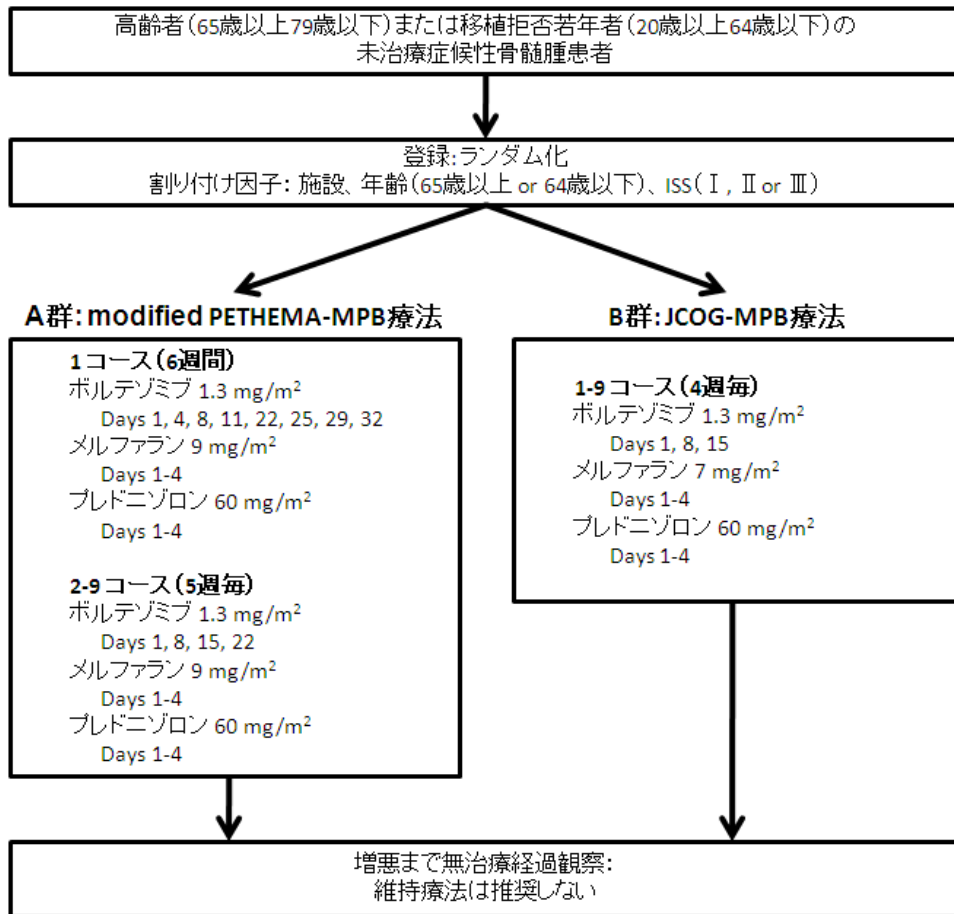 高齢者（65歳以上79歳以下）または移植拒否若年者（20歳以上64歳以下）の
未治療症候性骨髄腫患者
登録：ランダム化
割り付け因子： 施設、年齢（65歳以上 or 64歳以下）、ISS（Ⅰ, Ⅱ or Ⅲ）
A群：modified PETHEMA-MPB療法
1コース（6週間）
ボルテゾミブ 1.3 mg/m²
Days 1, 4, 8, 11, 22, 25, 29, 32
メルファラン 9 mg/m²
Days 1-4
プレドニゾロン 60 mg/m²
Days 1-4
2-9コース（5週毎）
ボルテゾミブ 1.3 mg/m²
Days 1, 8, 15, 22
メルファラン 9 mg/m²
Days 1-4
プレドニゾロン 60 mg/m²
Days 1-4
B群：JCOG-MPB療法
1-9コース（4週毎）
ボルテゾミブ 1.3 mg/m²
Days 1, 8, 15
メルファラン 7 mg/m²
Days 1-4
プレドニゾロン 60 mg/m²
Days 1-4
増悪まで無治療経過観察：
維持療法は推奨しない